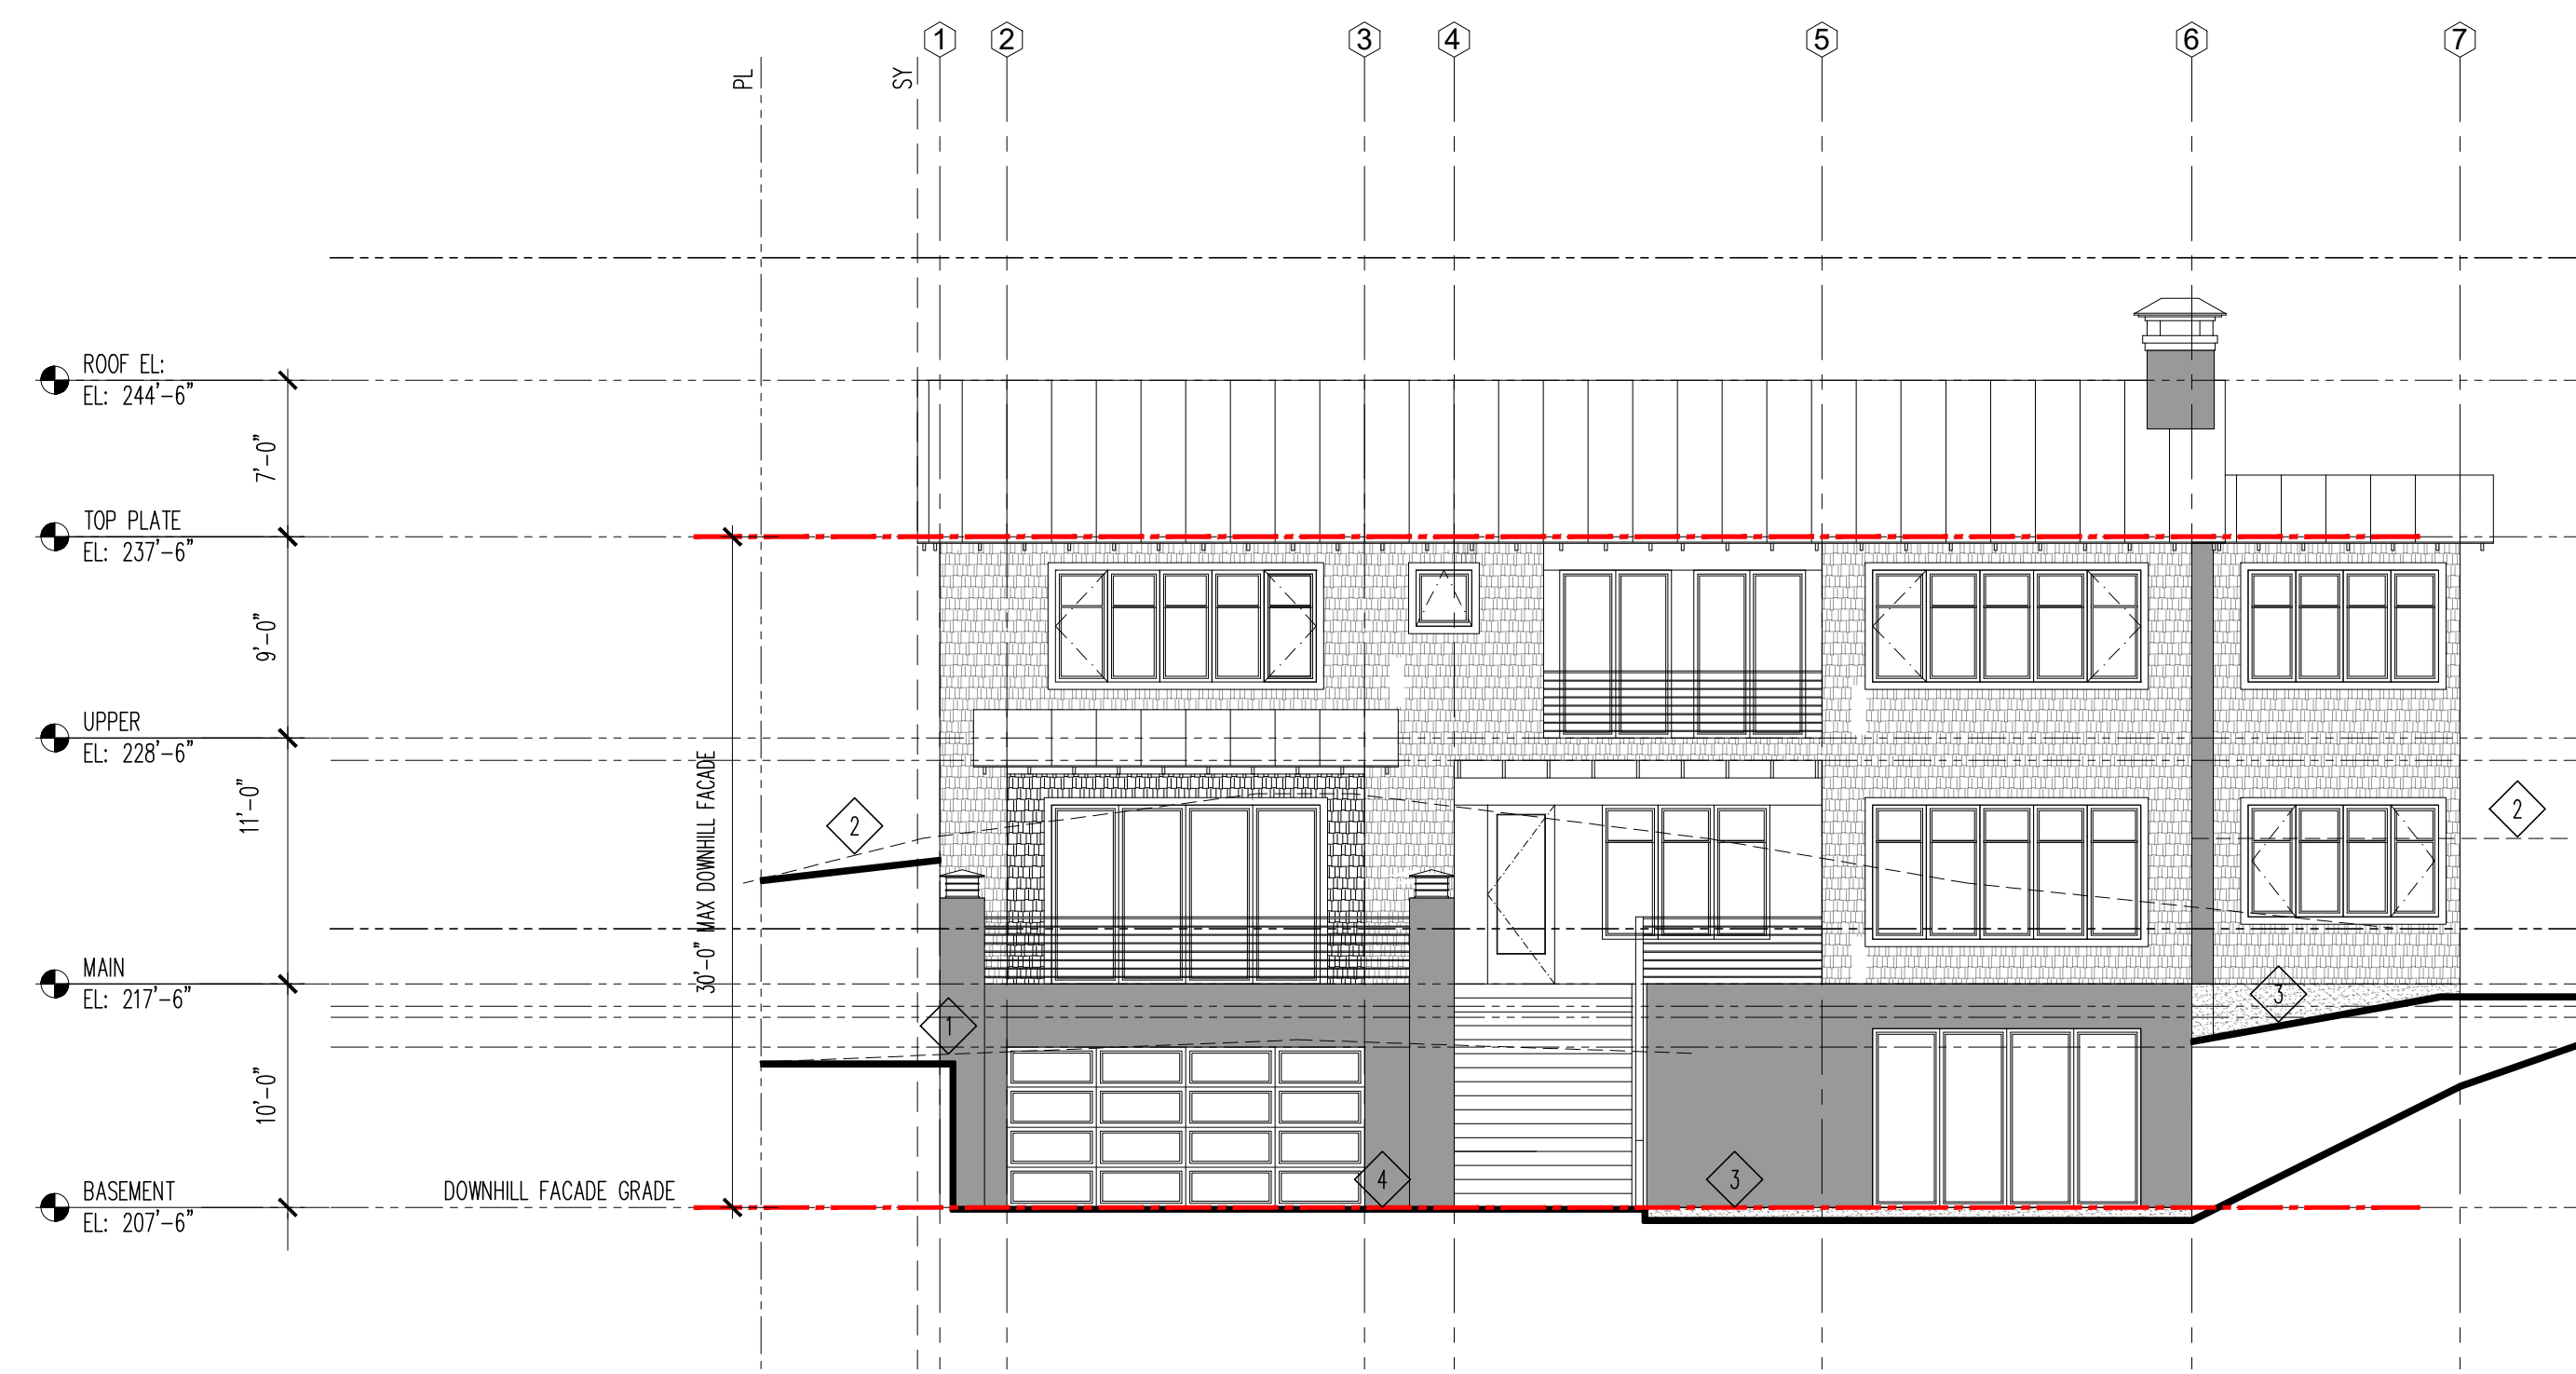 1 2 3 4 5 6 7
PL
SY
ROOF EL:
EL: 244'-6"
7'-0"
TOP PLATE
EL: 237'-6"
9'-0"
UPPER
EL: 228'-6"
11'-0"
30'-0" MAX DOWNHILL FACADE
2
2
MAIN
EL: 217'-6"
3
1
10'-0"
4
3
BASEMENT
DOWNHILL FACADE GRADE
EL: 207'-6"